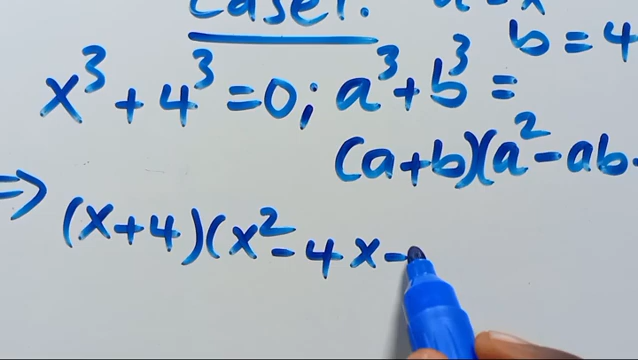 Case1: a = x
b = 4
x³ + 4³ = 0; a³ + b³ =
(a+b)(a² - ab
⇒ (x+4)(x² - 4x -